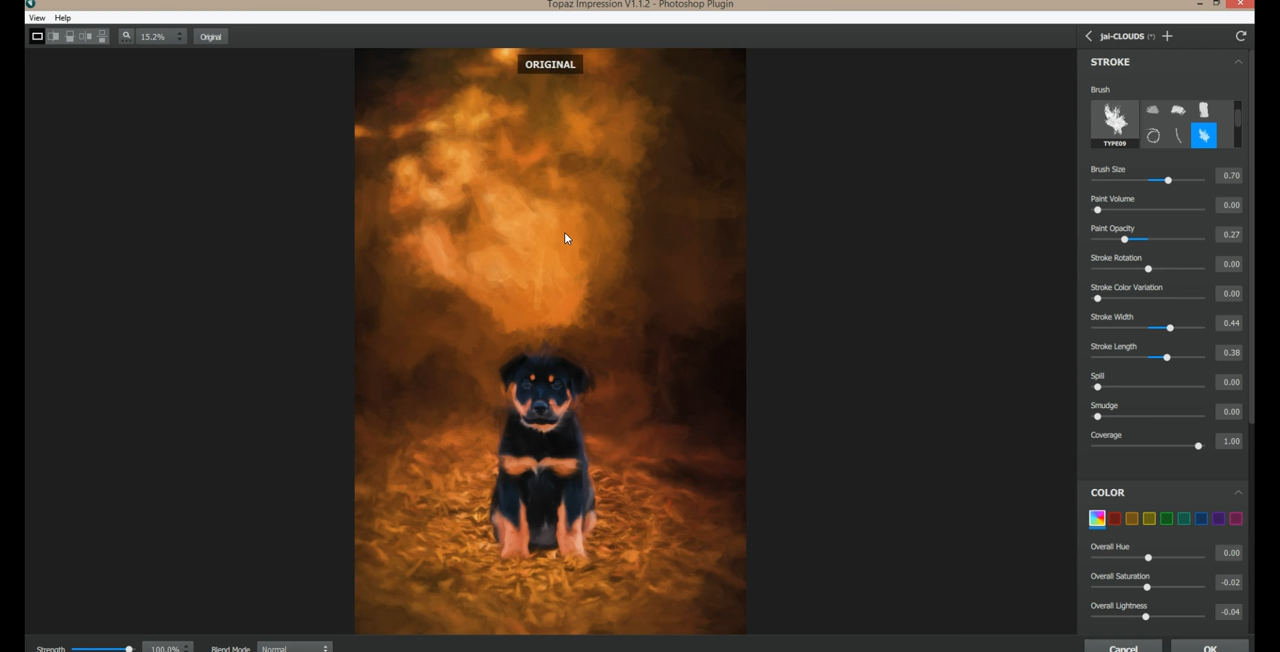 Topaz Impression V1.1.2 - Photoshop Plugin
View Help
15.2% Original
jai-CLOUDS (*)
ORIGINAL
STROKE
Brush
TYPE09
Brush Size 0.70
Paint Volume 0.00
Paint Opacity 0.27
Stroke Rotation 0.00
Stroke Color Variation 0.00
Stroke Width 0.44
Stroke Length 0.38
Spill 0.00
Smudge 0.00
Coverage 1.00
COLOR
Overall Hue 0.00
Overall Saturation -0.02
Overall Lightness -0.04
Strength 100.0% Blend Mode Normal Cancel OK